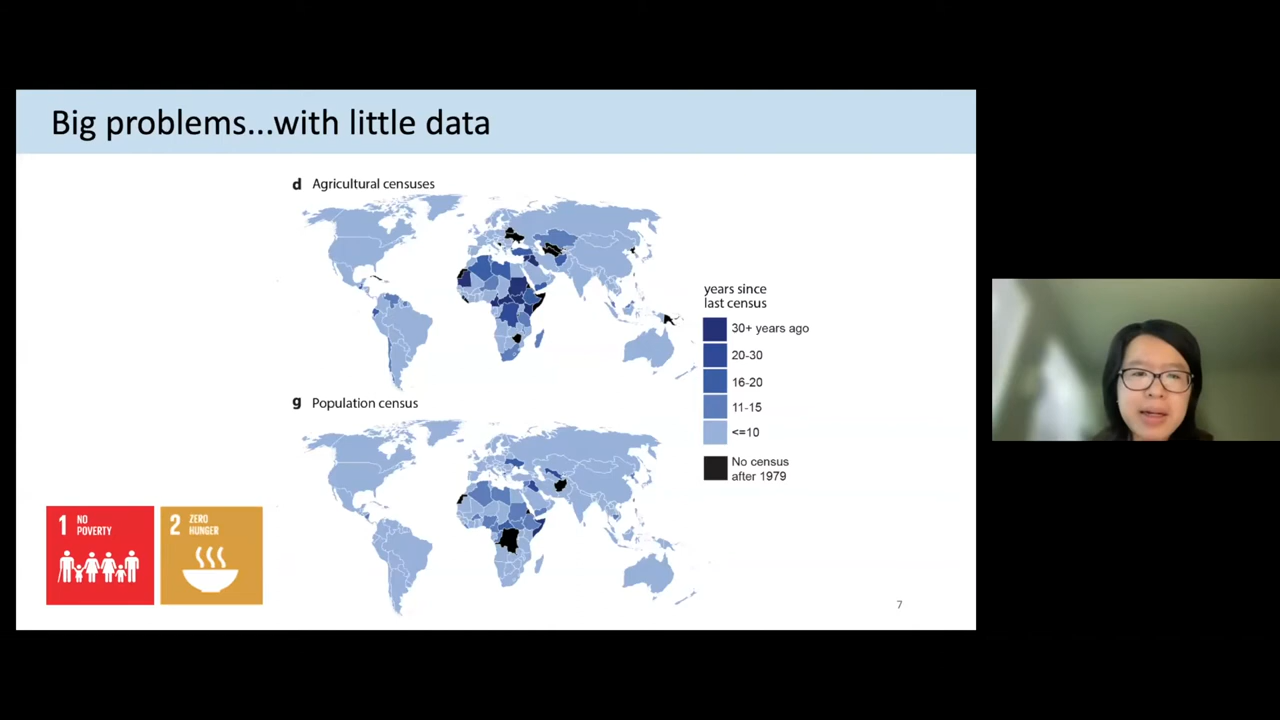 Big problems...with little data
d Agricultural censuses
years since
last census
30+ years ago
20-30
16-20
11-15
<=10
No census
after 1979
g Population census
1 NO
POVERTY
2 ZERO
HUNGER
7